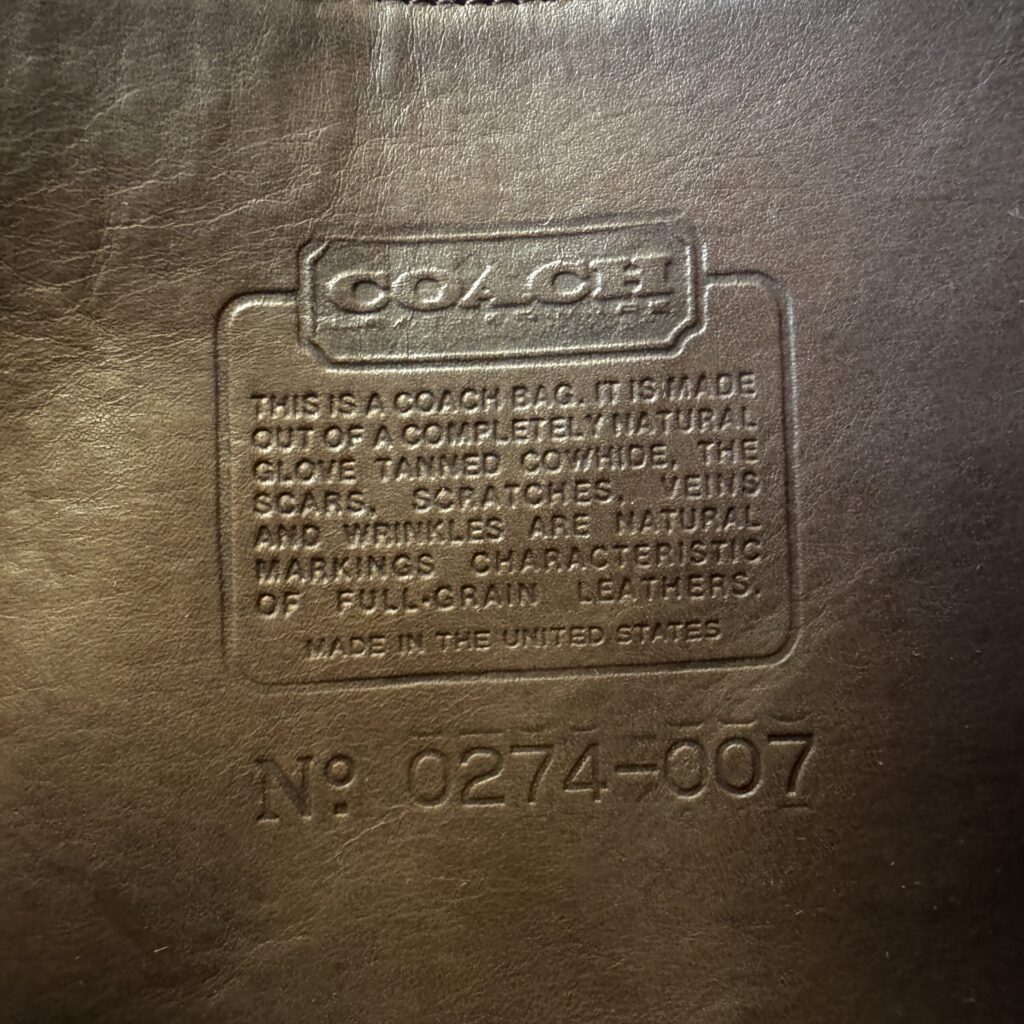 COACH
THIS IS A COACH BAG. IT IS MADE
OUT OF A COMPLETELY NATURAL
GLOVE TANNED COWHIDE, THE
SCARS, SCRATCHES, VEINS
AND WRINKLES ARE NATURAL
MARKINGS CHARACTERISTIC
OF FULL-GRAIN LEATHERS.
MADE IN THE UNITED STATES
No. 0274-007